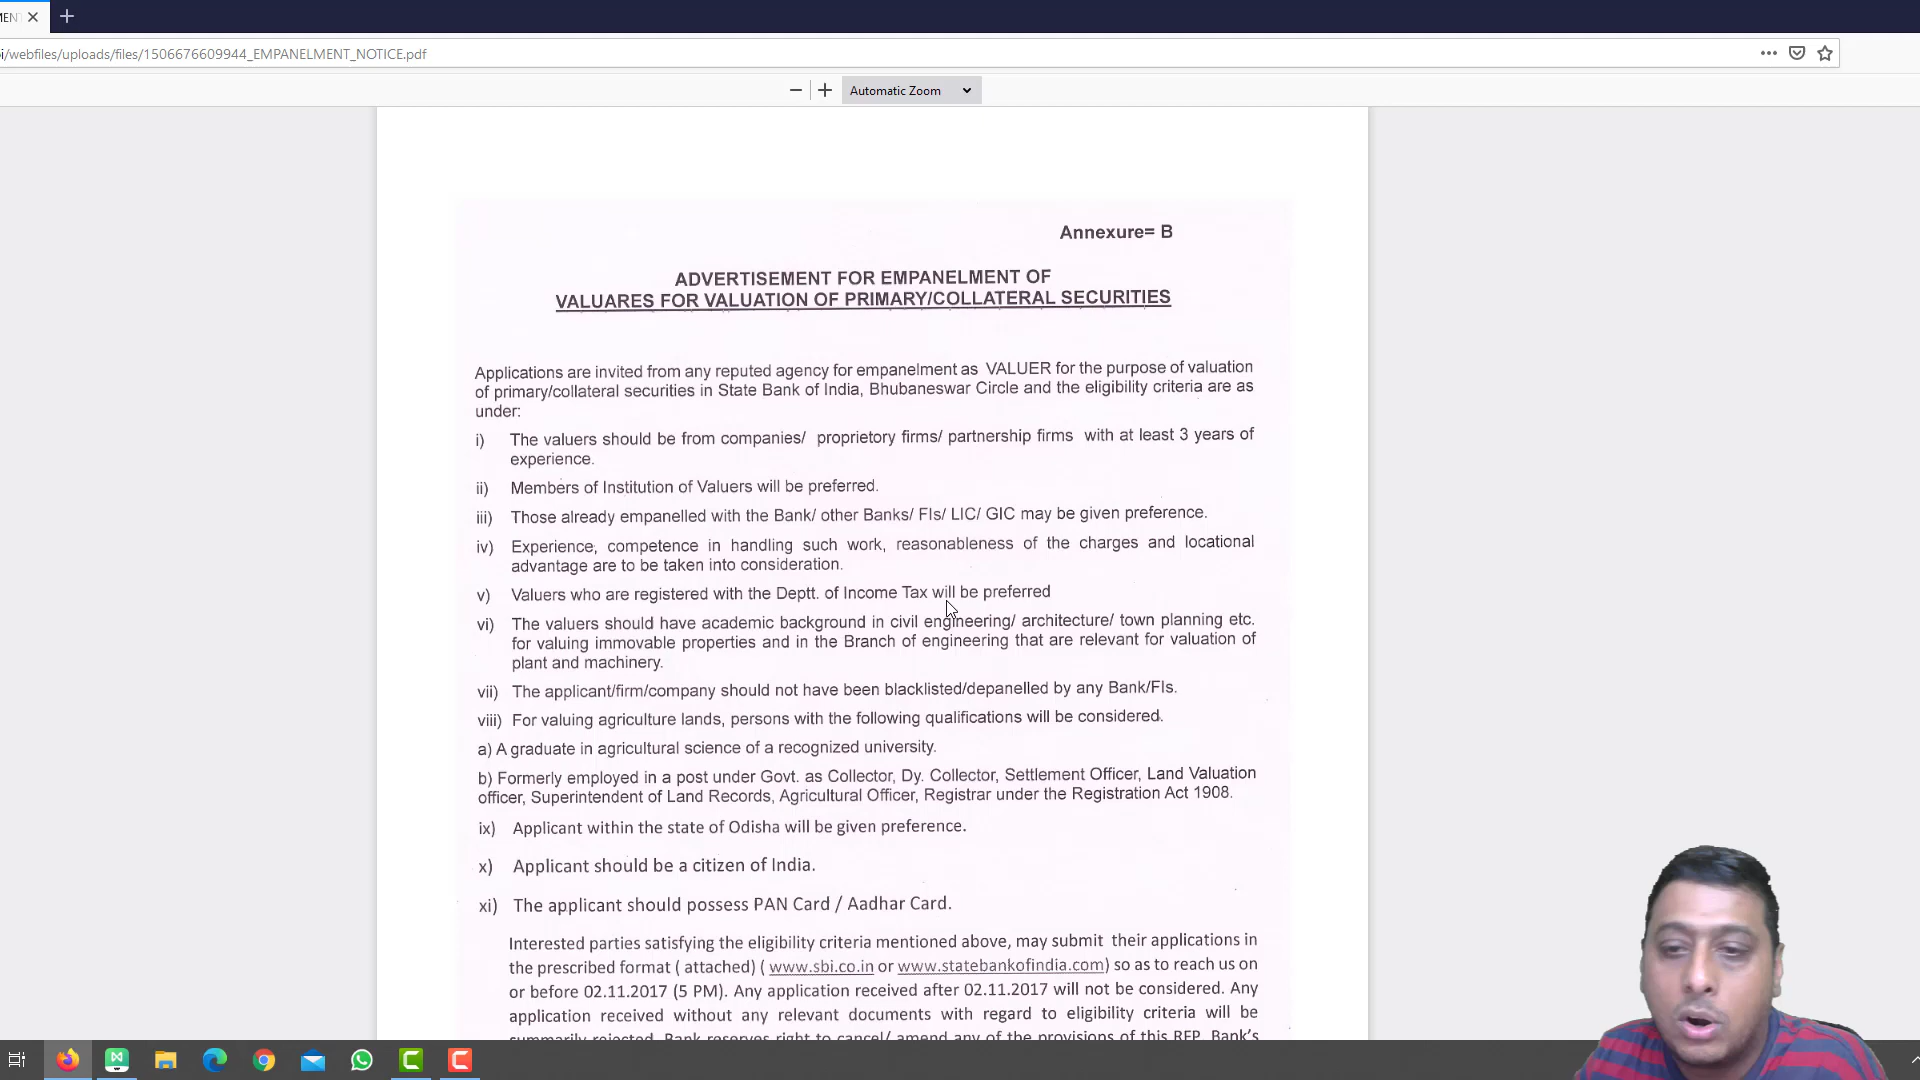 i/webfiles/uploads/files/1506676609944_EMPANELMENT_NOTICE.pdf
Automatic Zoom
Annexure= B
ADVERTISEMENT FOR EMPANELMENT OF
VALUARES FOR VALUATION OF PRIMARY/COLLATERAL SECURITIES
Applications are invited from any reputed agency for empanelment as VALUER for the purpose of valuation
of primary/collateral securities in State Bank of India, Bhubaneswar Circle and the eligibility criteria are as
under:
i) The valuers should be from companies/ proprietory firms/ partnership firms with at least 3 years of
experience.
ii) Members of Institution of Valuers will be preferred.
iii) Those already empanelled with the Bank/ other Banks/ FIs/ LIC/ GIC may be given preference.
iv) Experience, competence in handling such work, reasonableness of the charges and locational
advantage are to be taken into consideration.
v) Valuers who are registered with the Deptt. of Income Tax will be preferred
vi) The valuers should have academic background in civil engineering/ architecture/ town planning etc.
for valuing immovable properties and in the Branch of engineering that are relevant for valuation of
plant and machinery.
vii) The applicant/firm/company should not have been blacklisted/depanelled by any Bank/FIs.
viii) For valuing agriculture lands, persons with the following qualifications will be considered.
a) A graduate in agricultural science of a recognized university.
b) Formerly employed in a post under Govt. as Collector, Dy. Collector, Settlement Officer, Land Valuation
officer, Superintendent of Land Records, Agricultural Officer, Registrar under the Registration Act 1908.
ix) Applicant within the state of Odisha will be given preference.
x) Applicant should be a citizen of India.
xi) The applicant should possess PAN Card / Aadhar Card.
Interested parties satisfying the eligibility criteria mentioned above, may submit their applications in
the prescribed format ( attached) ( www.sbi.co.in or www.statebankofindia.com) so as to reach us on
or before 02.11.2017 (5 PM). Any application received after 02.11.2017 will not be considered. Any
application received without any relevant documents with regard to eligibility criteria will be
summarily rejected. Bank reserves right to cancel/ amend any of the provisions of this REP. Bank's